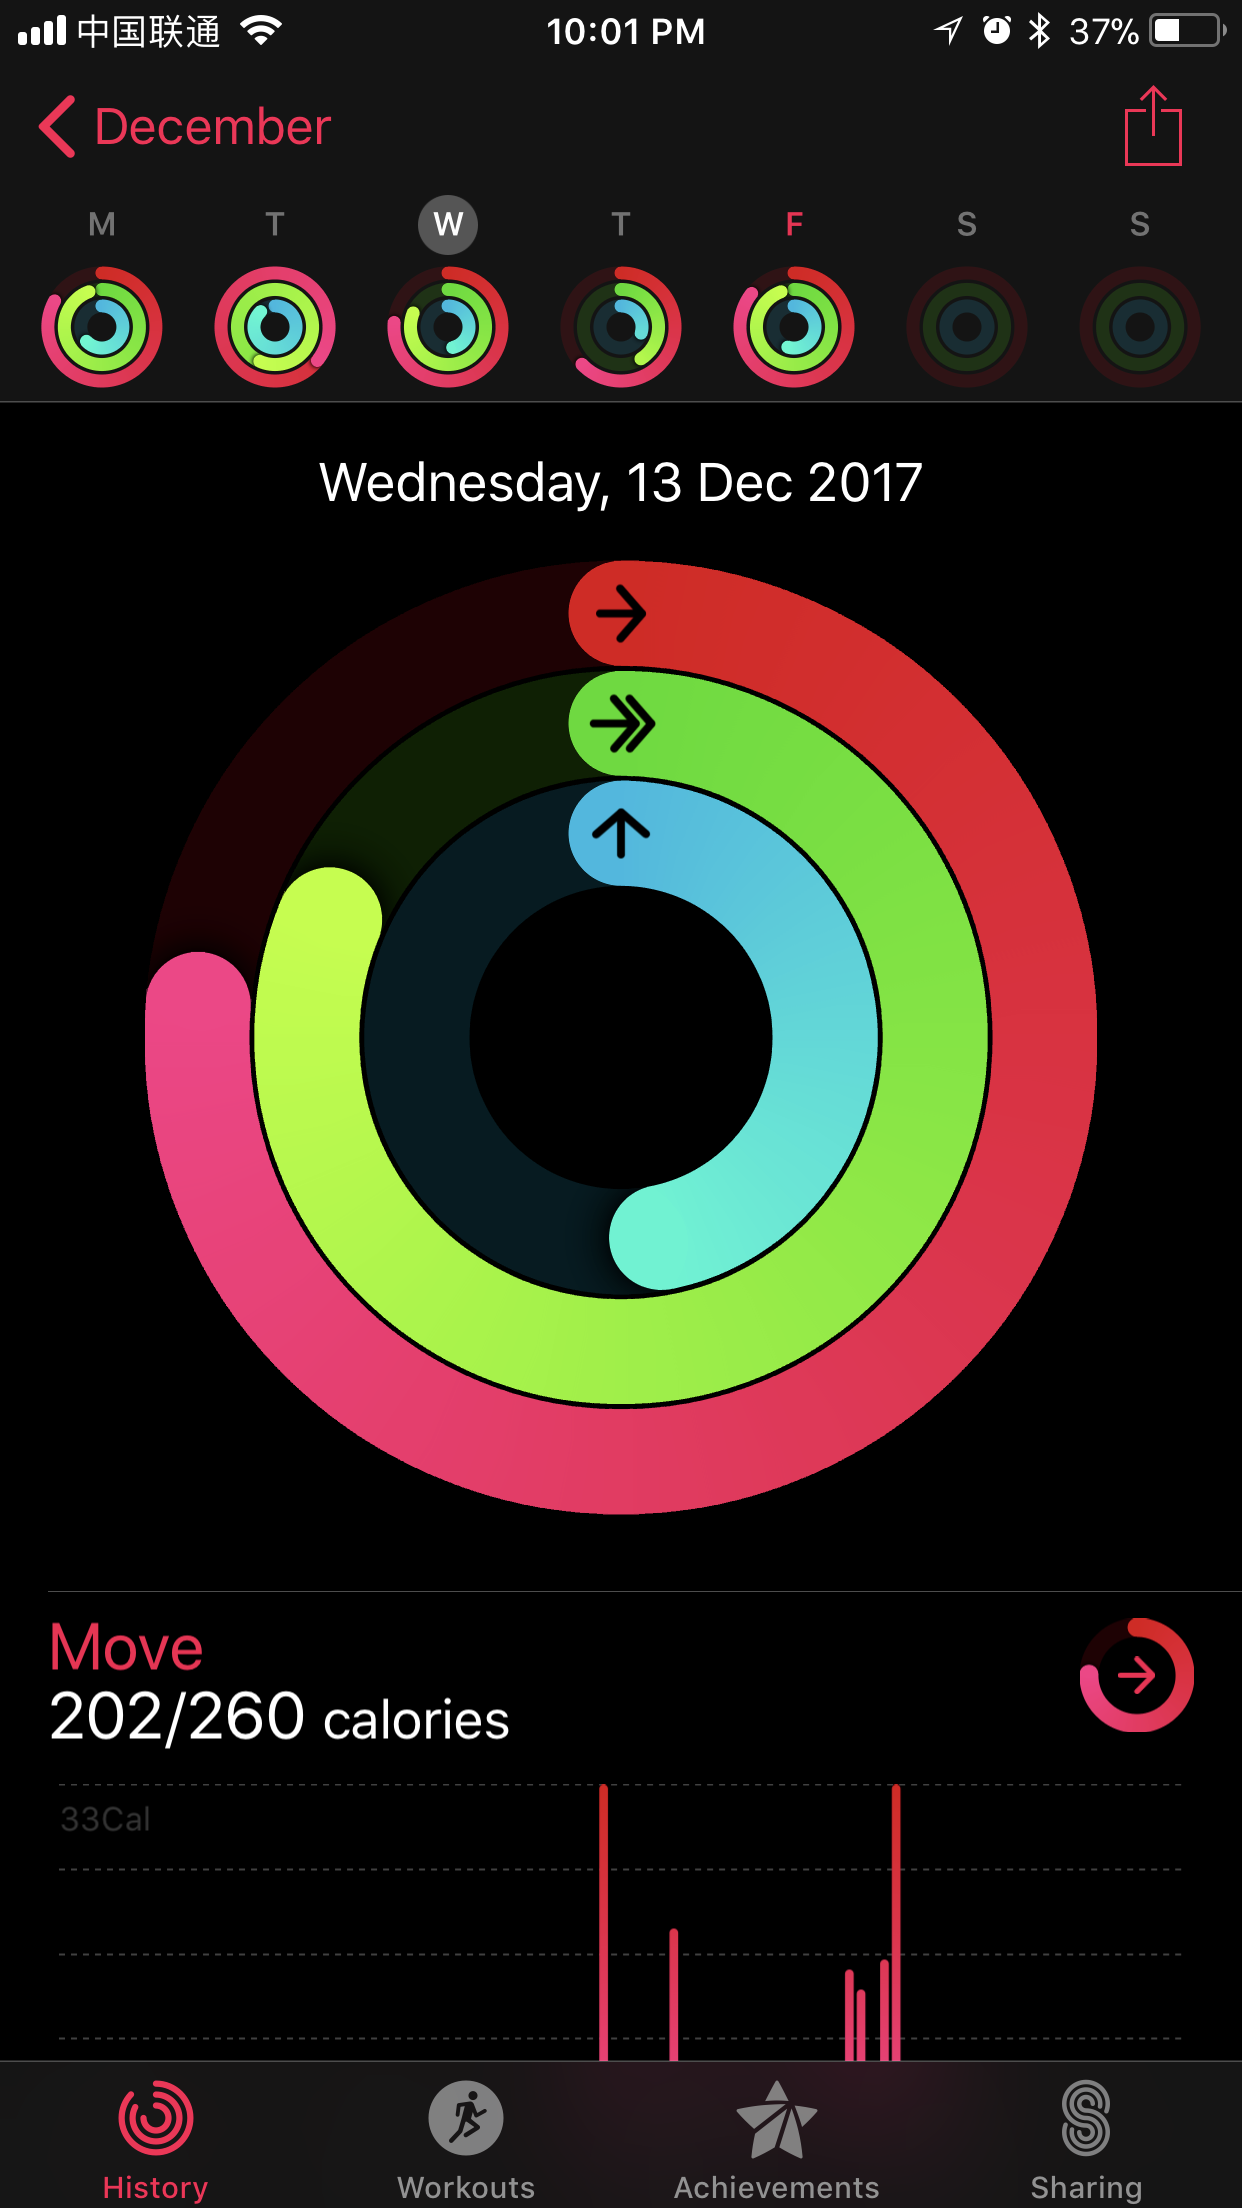 中国联通 10:01 PM 37%
December
M T W T F S S
Wednesday, 13 Dec 2017
Move
202/260 calories
33Cal
History Workouts Achievements Sharing